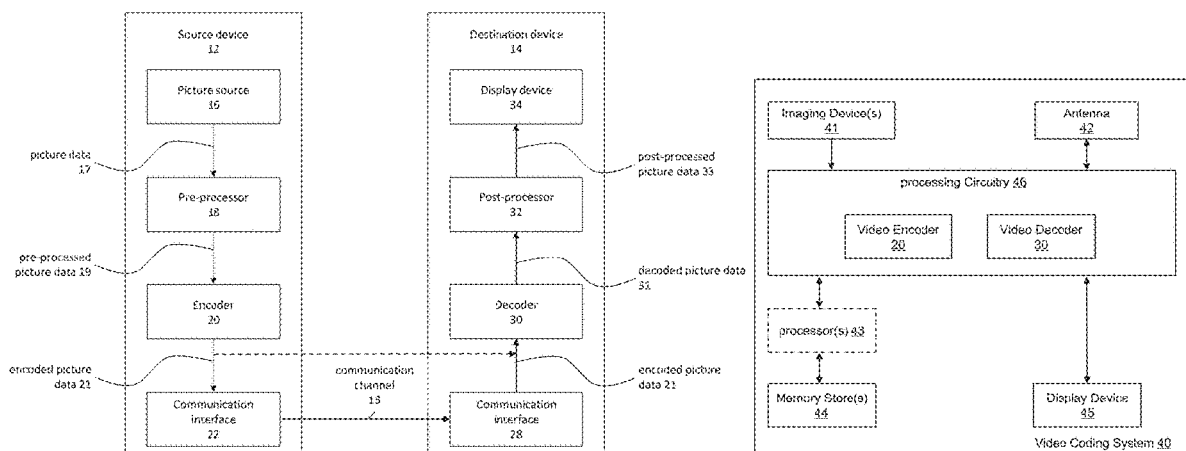 Source device
12
Picture source
16
picture data
17
Pre-processor
18
pre-processed
picture data 19
Encoder
20
encoded picture
data 21
Communication
interface
22
communication
channel
13
Destination device
14
Display device
34
post-processed
picture data 33
Post-processor
32
decoded picture data
31
Decoder
30
encoded picture
data 21
Communication
interface
28
Imaging Device(s)
41
Antenna
42
processing Circuitry 46
Video Encoder
20
Video Decoder
30
processor(s) 43
Memory Store(s)
44
Display Device
45
Video Coding System 40